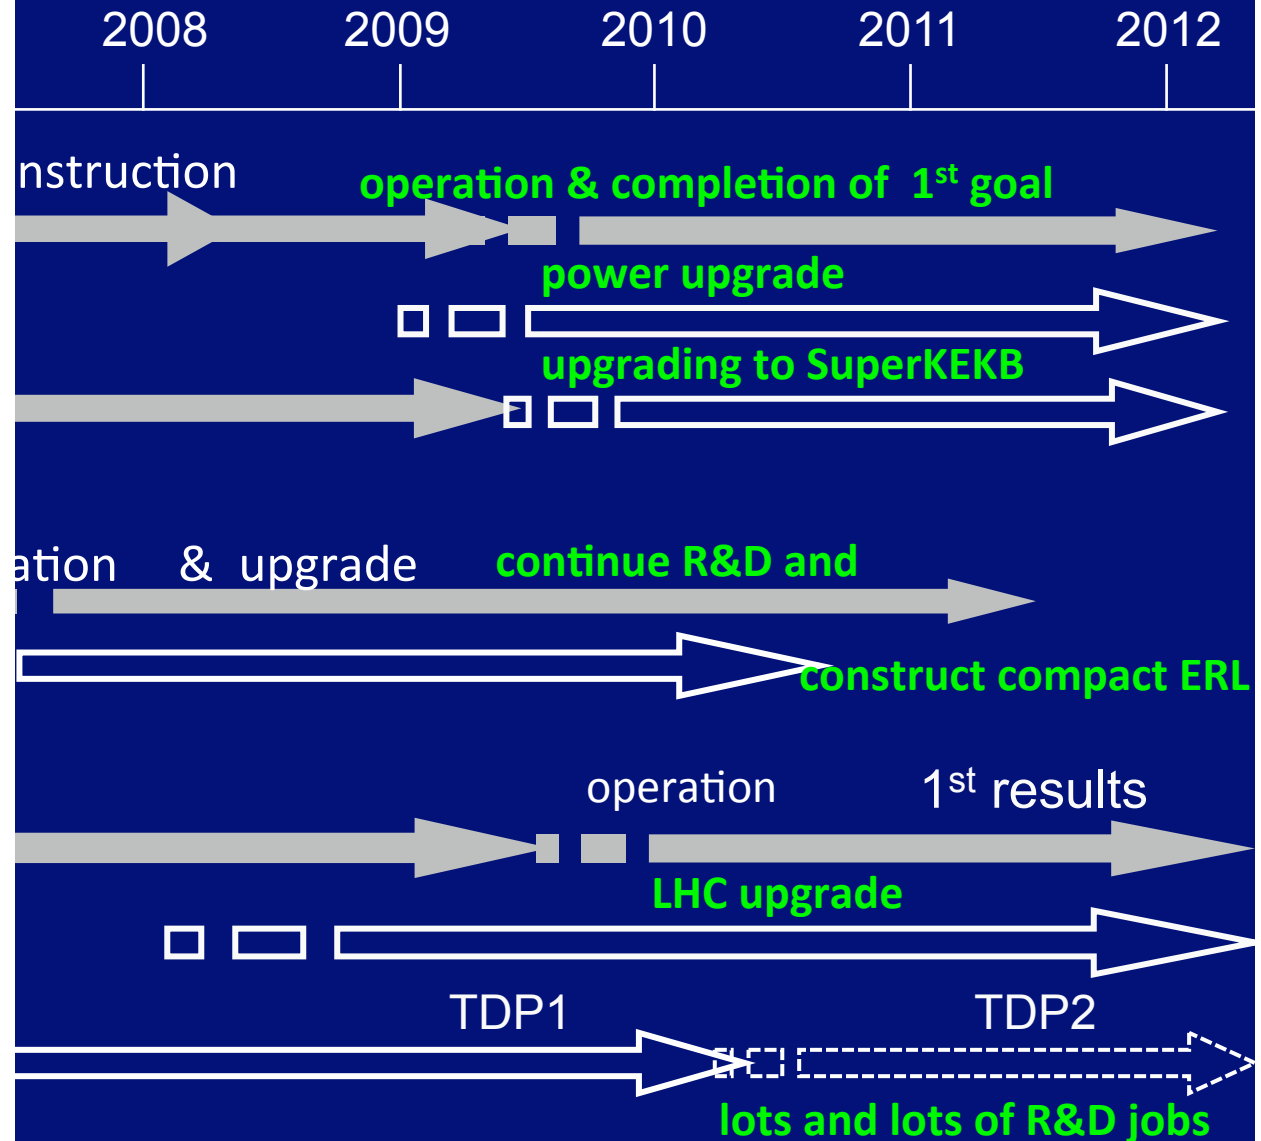 2008 2009 2010 2011 2012
nstruction
operation & completion of 1st goal
power upgrade
upgrading to SuperKEKB
ation & upgrade continue R&D and
construct compact ERL
operation 1st results
LHC upgrade
TDP1 TDP2
lots and lots of R&D jobs